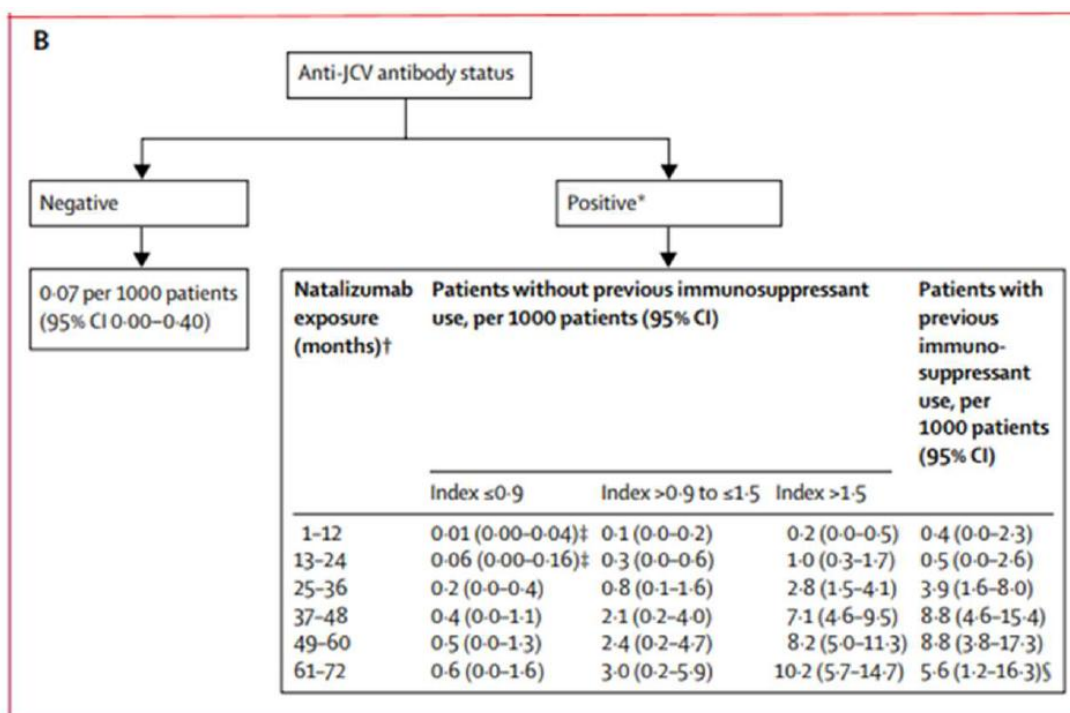 B
Anti-JCV antibody status
Negative
Positive*
0·07 per 1000 patients
(95% CI 0·00–0·40)
Natalizumab Patients without previous immunosuppressant Patients with
exposure use, per 1000 patients (95% CI) previous
(months)† immuno-
suppressant
use, per
1000 patients
(95% CI)
Index ≤0·9 Index >0·9 to ≤1·5 Index >1·5
1–12 0·01 (0·00–0·04)‡ 0·1 (0·0–0·2) 0·2 (0·0–0·5) 0·4 (0·0–2·3)
13–24 0·06 (0·00–0·16)‡ 0·3 (0·0–0·6) 1·0 (0·3–1·7) 0·5 (0·0–2·6)
25–36 0·2 (0·0–0·4) 0·8 (0·1–1·6) 2·8 (1·5–4·1) 3·9 (1·6–8·0)
37–48 0·4 (0·0–1·1) 2·1 (0·2–4·0) 7·1 (4·6–9·5) 8·8 (4·6–15·4)
49–60 0·5 (0·0–1·3) 2·4 (0·2–4·7) 8·2 (5·0–11·3) 8·8 (3·8–17·3)
61–72 0·6 (0·0–1·6) 3·0 (0·2–5·9) 10·2 (5·7–14·7) 5·6 (1·2–16·3)§